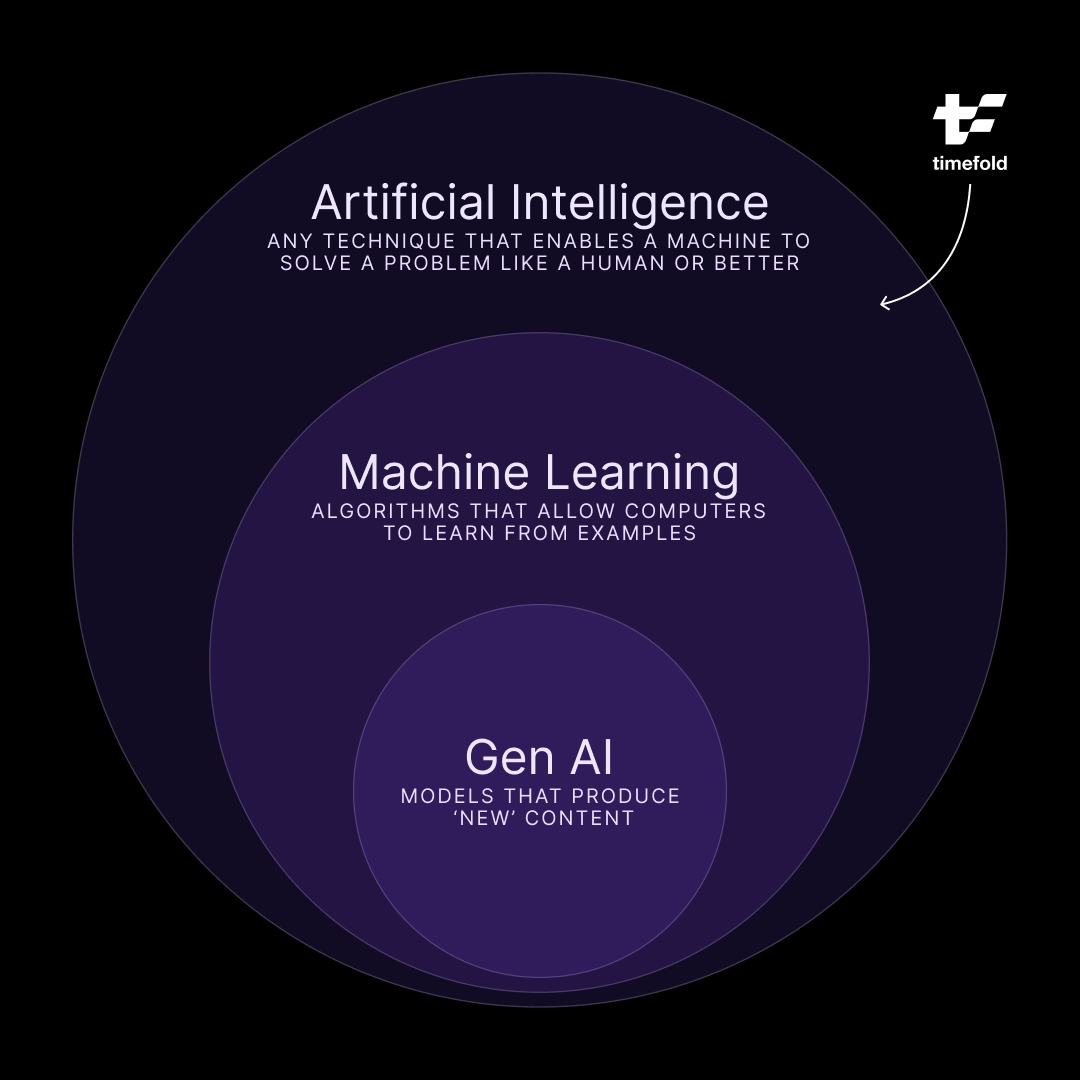 timefold
Artificial Intelligence
ANY TECHNIQUE THAT ENABLES A MACHINE TO
SOLVE A PROBLEM LIKE A HUMAN OR BETTER
Machine Learning
ALGORITHMS THAT ALLOW COMPUTERS
TO LEARN FROM EXAMPLES
Gen AI
MODELS THAT PRODUCE
‘NEW’ CONTENT